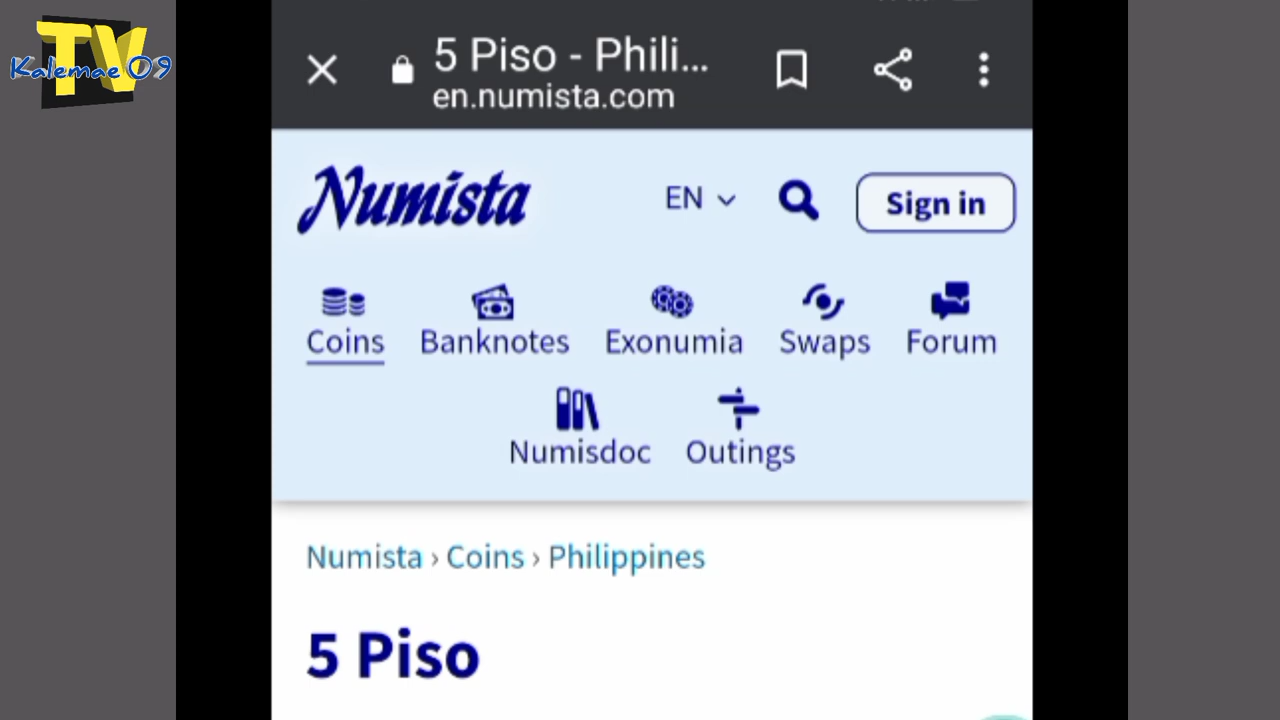 TV
Kalemae 09
5 Piso - Phili...
en.numista.com
Numista
EN
Sign in
Coins
Banknotes
Exonumia
Swaps
Forum
Numisdoc
Outings
Numista › Coins › Philippines
5 Piso